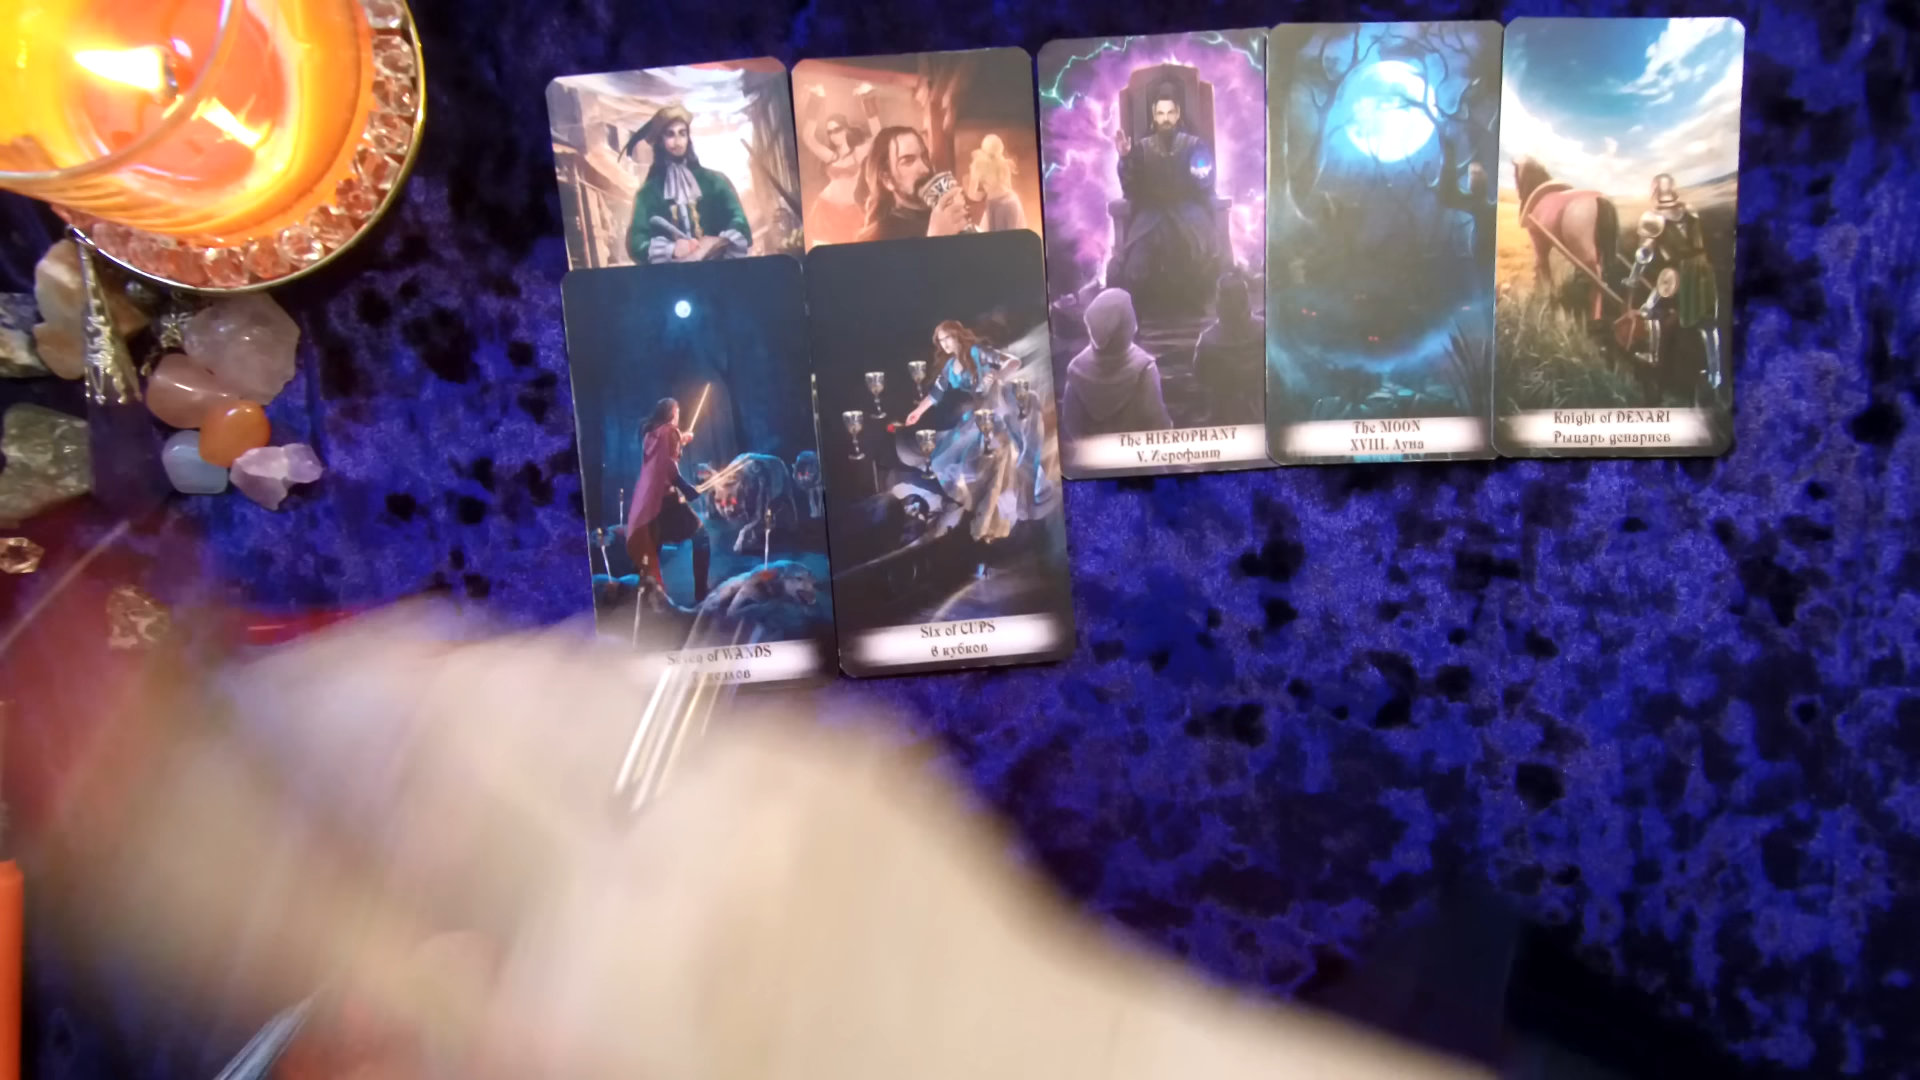 The HIEROPHANT
V. Иерофант
The MOON
XVIII. Луна
Knight of DENARI
Рыцарь денариев
Six of CUPS
6 кубков
of WANDS